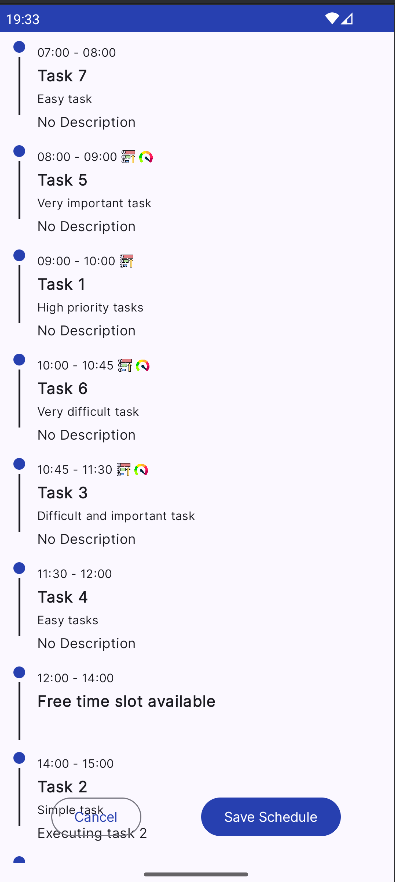 19:33
07:00 - 08:00
Task 7
Easy task
No Description
08:00 - 09:00
Task 5
Very important task
No Description
09:00 - 10:00
Task 1
High priority tasks
No Description
10:00 - 10:45
Task 6
Very difficult task
No Description
10:45 - 11:30
Task 3
Difficult and important task
No Description
11:30 - 12:00
Task 4
Easy tasks
No Description
12:00 - 14:00
Free time slot available
14:00 - 15:00
Task 2
Simple task
Cancel
Save Schedule
Executing task 2